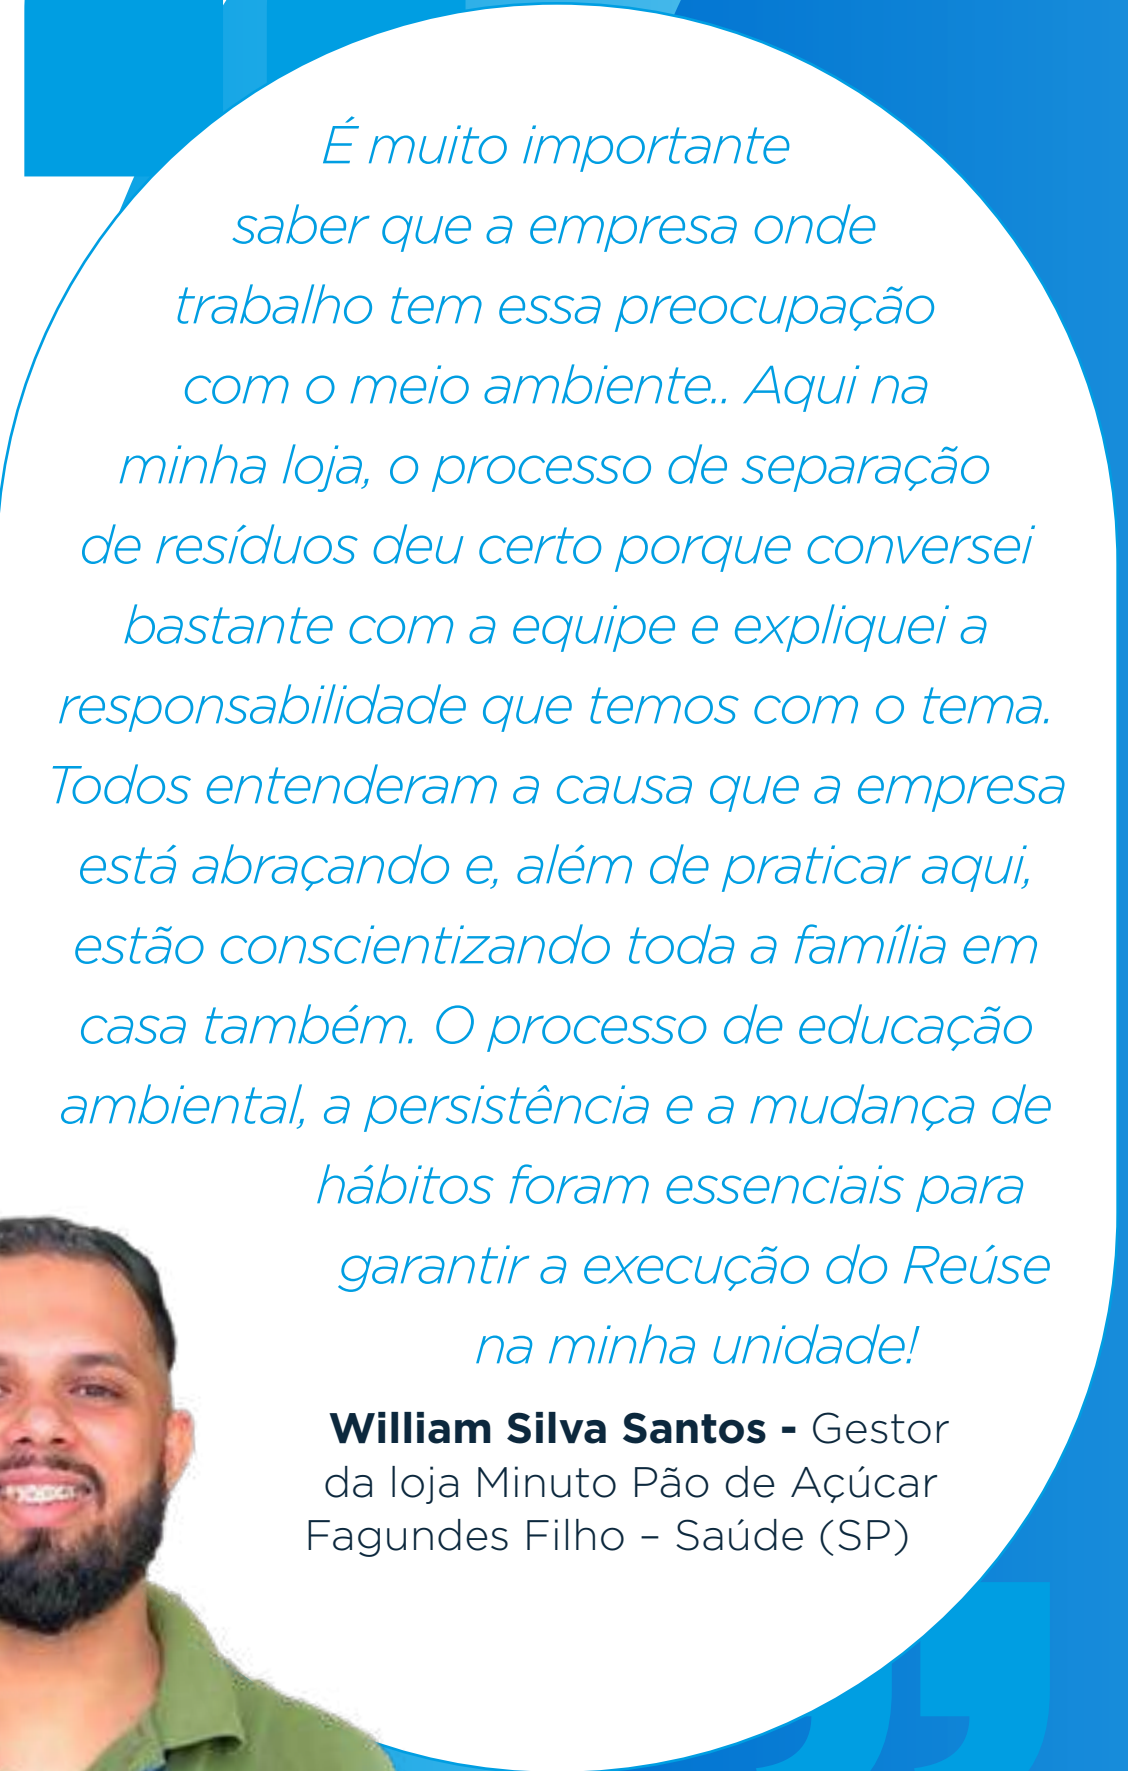 É muito importante
saber que a empresa onde
trabalho tem essa preocupação
com o meio ambiente.. Aqui na
minha loja, o processo de separação
de resíduos deu certo porque conversei
bastante com a equipe e expliquei a
responsabilidade que temos com o tema.
Todos entenderam a causa que a empresa
está abraçando e, além de praticar aqui,
estão conscientizando toda a família em
casa também. O processo de educação
ambiental, a persistência e a mudança de
hábitos foram essenciais para
garantir a execução do Reúse
na minha unidade!
William Silva Santos - Gestor
da loja Minuto Pão de Açúcar
Fagundes Filho – Saúde (SP)